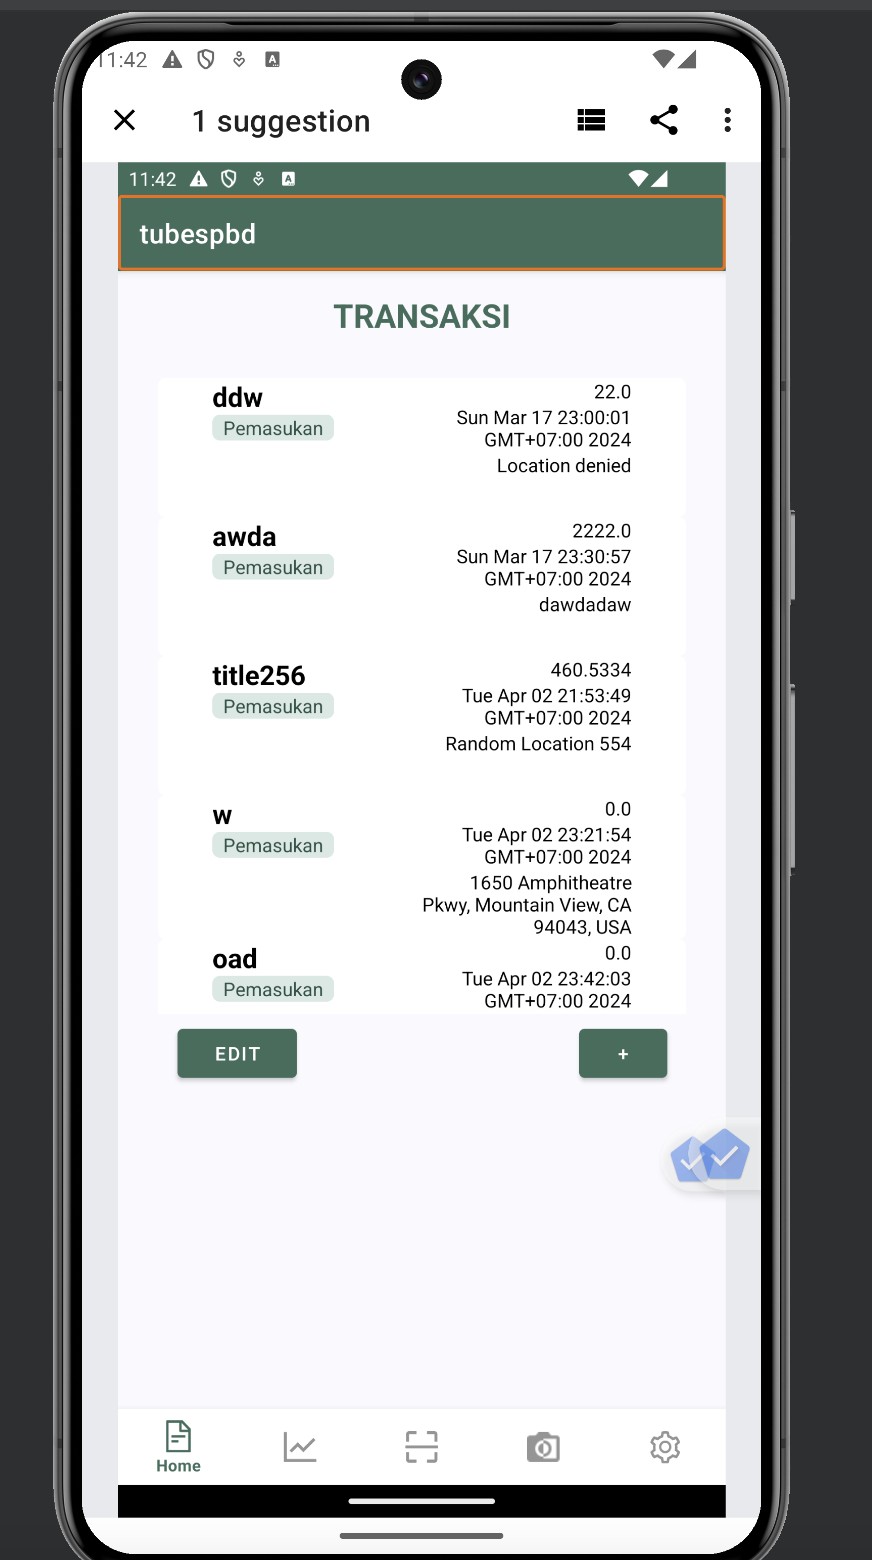 11:42
1 suggestion
11:42
tubespbd
TRANSAKSI
ddw
Pemasukan
22.0
Sun Mar 17 23:00:01
GMT+07:00 2024
Location denied
awda
Pemasukan
2222.0
Sun Mar 17 23:30:57
GMT+07:00 2024
dawdadaw
title256
Pemasukan
460.5334
Tue Apr 02 21:53:49
GMT+07:00 2024
Random Location 554
w
Pemasukan
0.0
Tue Apr 02 23:21:54
GMT+07:00 2024
1650 Amphitheatre
Pkwy, Mountain View, CA
94043, USA
oad
Pemasukan
0.0
Tue Apr 02 23:42:03
GMT+07:00 2024
EDIT
+
Home